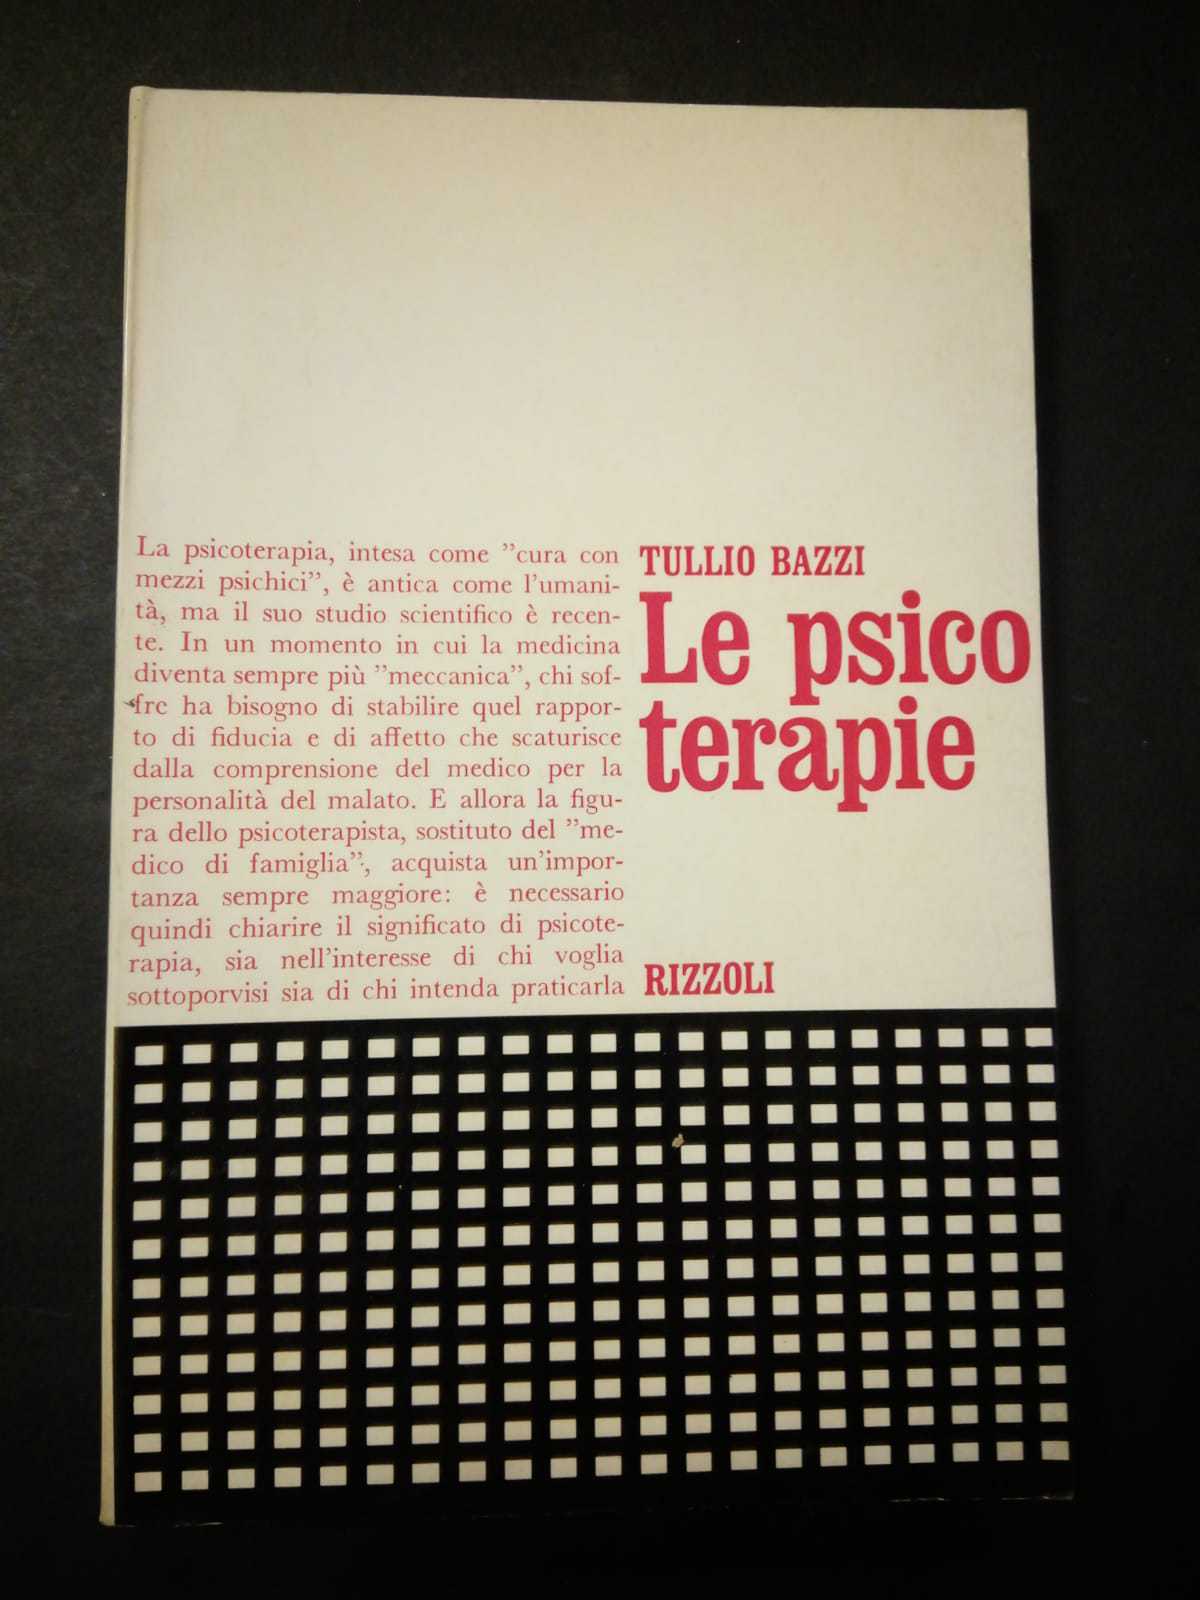 La psicoterapia, intesa come ”cura con
mezzi psichici”, è antica come l’umani-
tà, ma il suo studio scientifico è recen-
te. In un momento in cui la medicina
diventa sempre più ”meccanica”, chi sof-
fre ha bisogno di stabilire quel rappor-
to di fiducia e di affetto che scaturisce
dalla comprensione del medico per la
personalità del malato. E allora la figu-
ra dello psicoterapista, sostituto del ”me-
dico di famiglia”, acquista un’impor-
tanza sempre maggiore: è necessario
quindi chiarire il significato di psicote-
rapia, sia nell’interesse di chi voglia
sottoporvisi sia di chi intenda praticarla
TULLIO BAZZI
Le psico
terapie
RIZZOLI